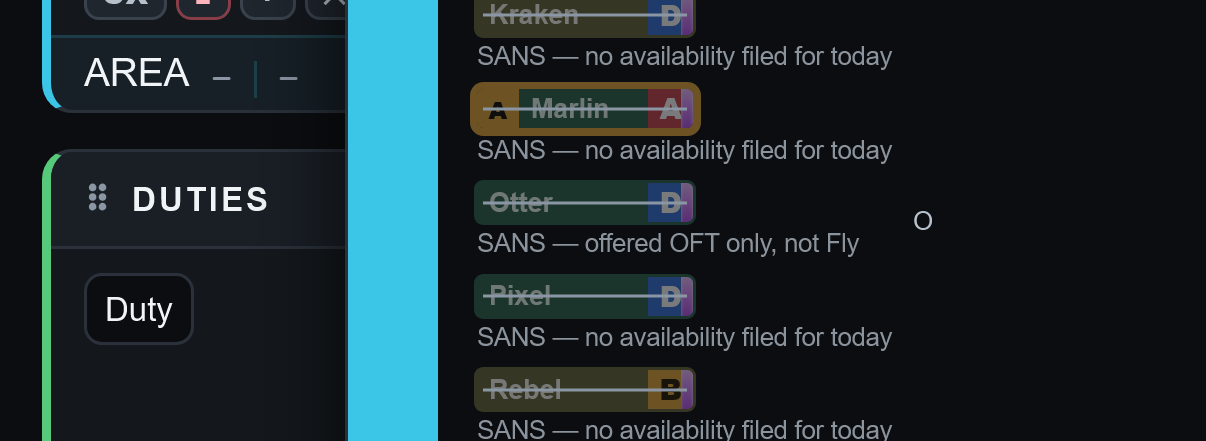 Kraken D
SANS — no availability filed for today
AREA – –
A Marlin A
SANS — no availability filed for today
DUTIES
Otter D
SANS — offered OFT only, not Fly
O
Duty
Pixel D
SANS — no availability filed for today
Rebel B
SANS — no availability filed for today